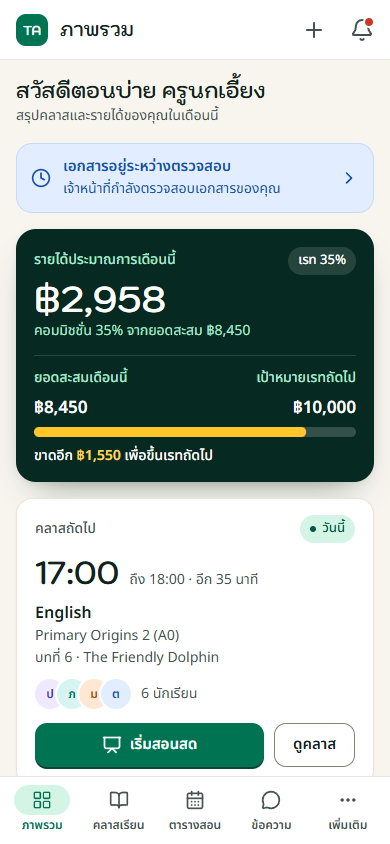 TA ภาพรวม
สวัสดีตอนบ่าย ครูนกเอี้ยง
สรุปคลาสและรายได้ของคุณในเดือนนี้
เอกสารอยู่ระหว่างตรวจสอบ
เจ้าหน้าที่กำลังตรวจสอบเอกสารของคุณ
รายได้ประมาณการเดือนนี้ เรท 35%
฿2,958
คอมมิชชั่น 35% จากยอดสะสม ฿8,450
ยอดสะสมเดือนนี้ เป้าหมายเรทถัดไป
฿8,450 ฿10,000
ขาดอีก ฿1,550 เพื่อขึ้นเรทถัดไป
คลาสถัดไป วันนี้
17:00 ถึง 18:00 · อีก 35 นาที
English
Primary Origins 2 (A0)
บทที่ 6 · The Friendly Dolphin
ป ภ ม ต 6 นักเรียน
เริ่มสอนสด ดูคลาส
ภาพรวม คลาสเรียน ตารางสอน ข้อความ เพิ่มเติม